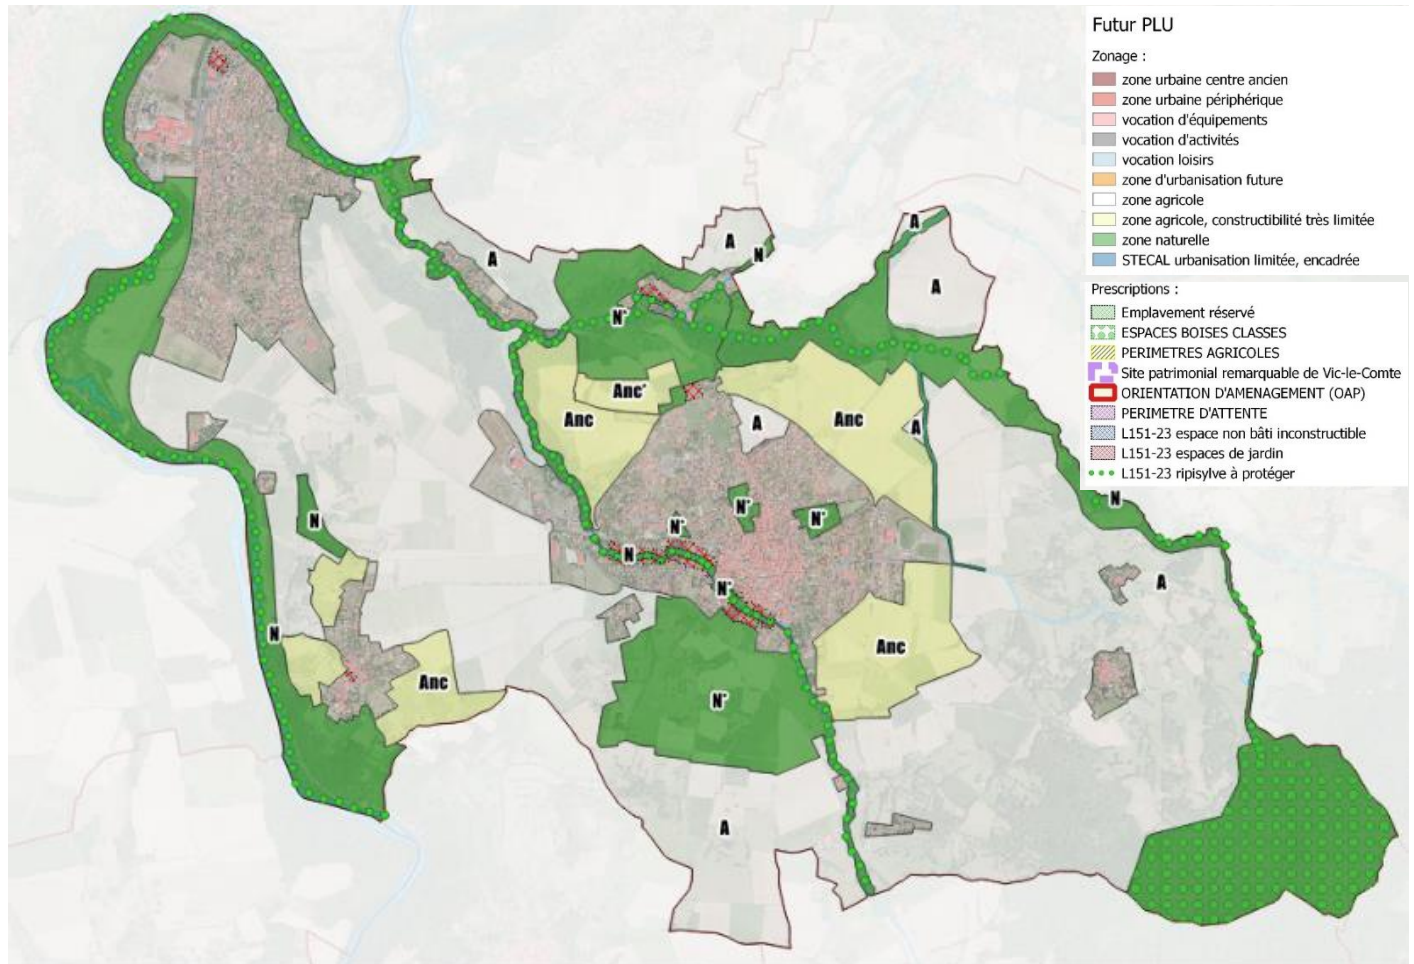 Futur PLU
Zonage :
zone urbaine centre ancien
zone urbaine périphérique
vocation d'équipements
vocation d'activités
vocation loisirs
zone d'urbanisation future
zone agricole
zone agricole, constructibilité très limitée
zone naturelle
STECAL urbanisation limitée, encadrée
Prescriptions :
Emplavement réservé
ESPACES BOISES CLASSES
PERIMETRES AGRICOLES
Site patrimonial remarquable de Vic-le-Comte
ORIENTATION D'AMENAGEMENT (OAP)
PERIMETRE D'ATTENTE
L151-23 espace non bâti inconstructible
L151-23 espaces de jardin
L151-23 ripisylve à protéger
A
A
A
N
A
A
N*
Anc*
Anc
A
Anc
A
N
N
N*
N*
N*
N
N*
A
N
Anc
Anc
N*
A